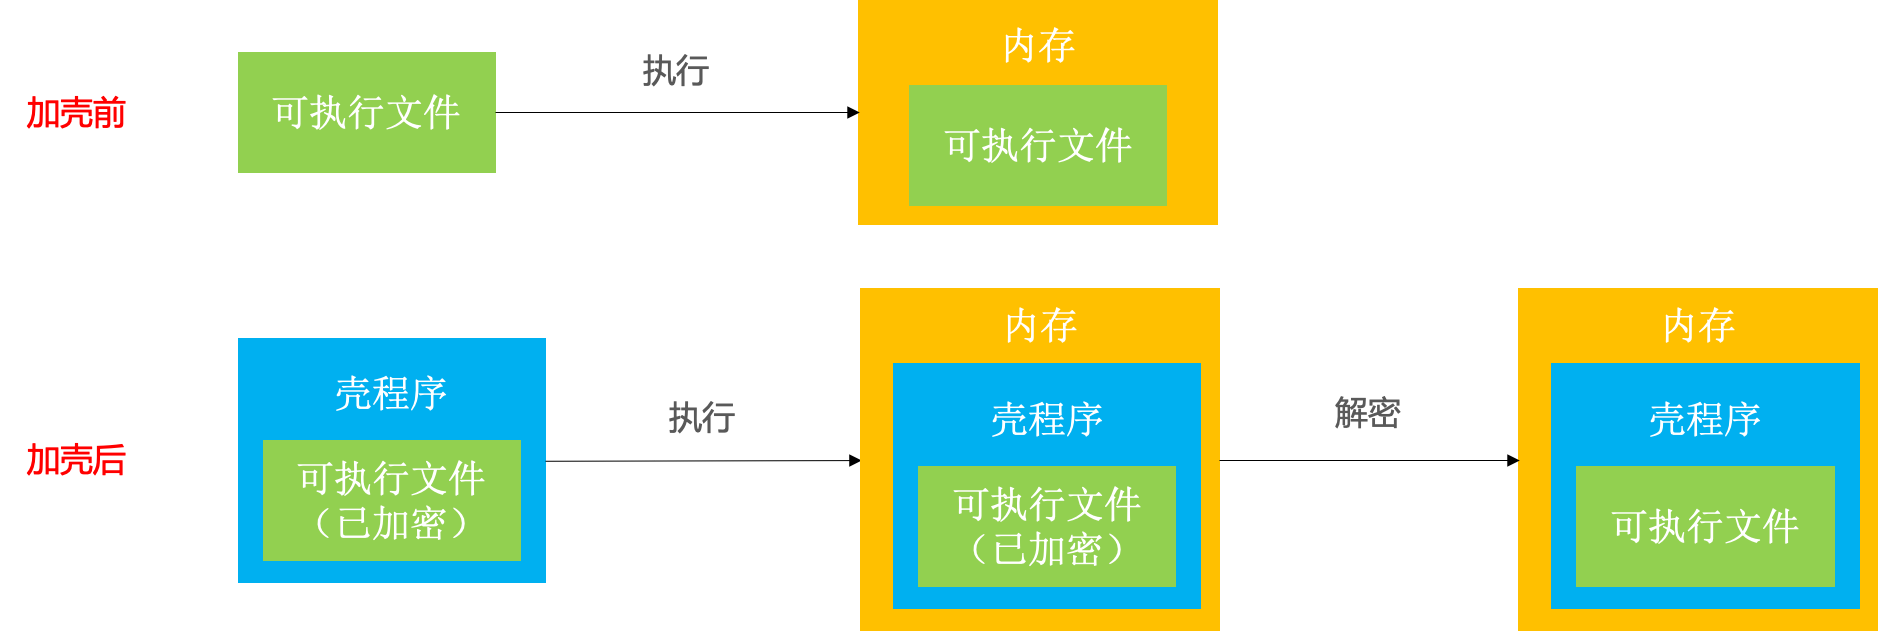 加壳前
可执行文件
执行
内存
可执行文件
加壳后
壳程序
可执行文件
（已加密）
执行
内存
壳程序
可执行文件
（已加密）
解密
内存
壳程序
可执行文件